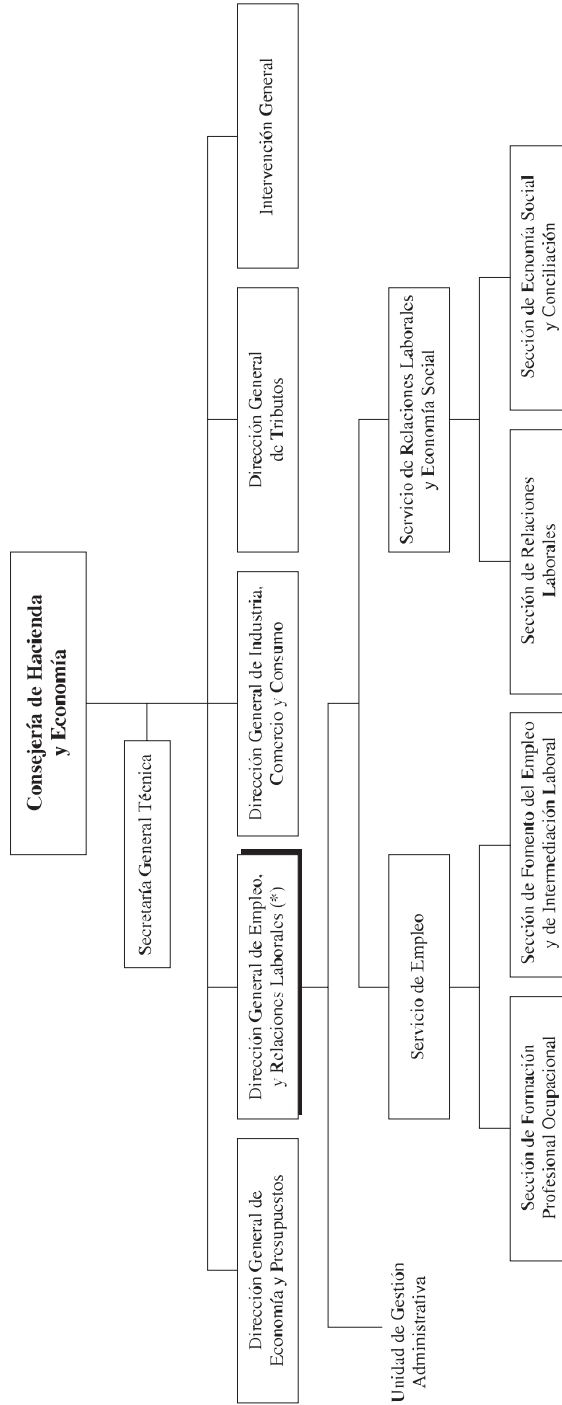 Consejería de Hacienda
y Economía
Secretaría General Técnica
Dirección General de
Economía y Presupuestos
Dirección General de Empleo,
y Relaciones Laborales (*)
Dirección General de Industria,
Comercio y Consumo
Dirección General
de Tributos
Intervención General
Unidad de Gestión
Administrativa
Servicio de Empleo
Servicio de Relaciones Laborales
y Economía Social
Sección de Formación
Profesional Ocupacional
Sección de Fomento del Empleo
y de Intermediación Laboral
Sección de Relaciones
Laborales
Sección de Ecnomía Social
y Conciliación